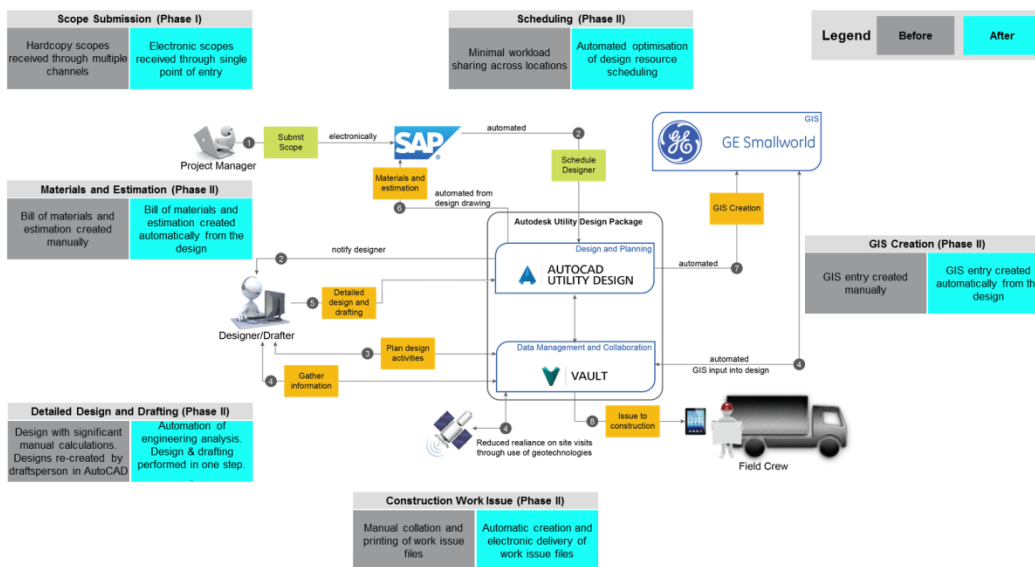 Scope Submission (Phase I)
Hardcopy scopes
received through multiple
channels
Electronic scopes
received through single
point of entry
Scheduling (Phase II)
Minimal workload
sharing across locations
Automated optimisation
of design resource
scheduling
Legend
Before
After
Project Manager
1
Submit
Scope
electronically
SAP
automated
2
Schedule
Designer
GIS
GE
GE Smallworld
Materials and Estimation (Phase II)
Bill of materials and
estimation created
manually
Bill of materials and
estimation created
automatically from the
design
Materials and
estimation
6
automated from
design drawing
GIS Creation
automated
7
GIS Creation (Phase II)
GIS entry created
manually
GIS entry created
automatically from the
design
Autodesk Utility Design Package
Design and Planning
AUTOCAD
UTILITY DESIGN
notify designer
2
5
Detailed
design and
drafting
Designer/Drafter
3
Plan design
activities
4
Gather
information
Data Management and Collaboration
VAULT
automated
4
GIS input into design
Detailed Design and Drafting (Phase II)
Design with significant
manual calculations.
Designs re-created by
draftsperson in AutoCAD
Automation of
engineering analysis.
Design & drafting
performed in one step.
.
4
Reduced realiance on site visits
through use of geotechnologies
8
Issue to
construction
Field Crew
Construction Work Issue (Phase II)
Manual collation and
printing of work issue
files
Automatic creation and
electronic delivery of
work issue files